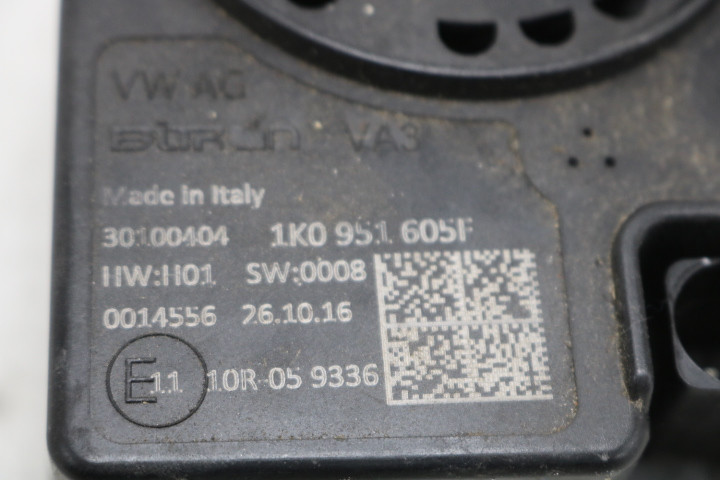 VW AG
VA3
Made in Italy
30100404 1K0 951 605F
HW:H01 SW:0008
0014556 26.10.16
E11 10R-05 9336